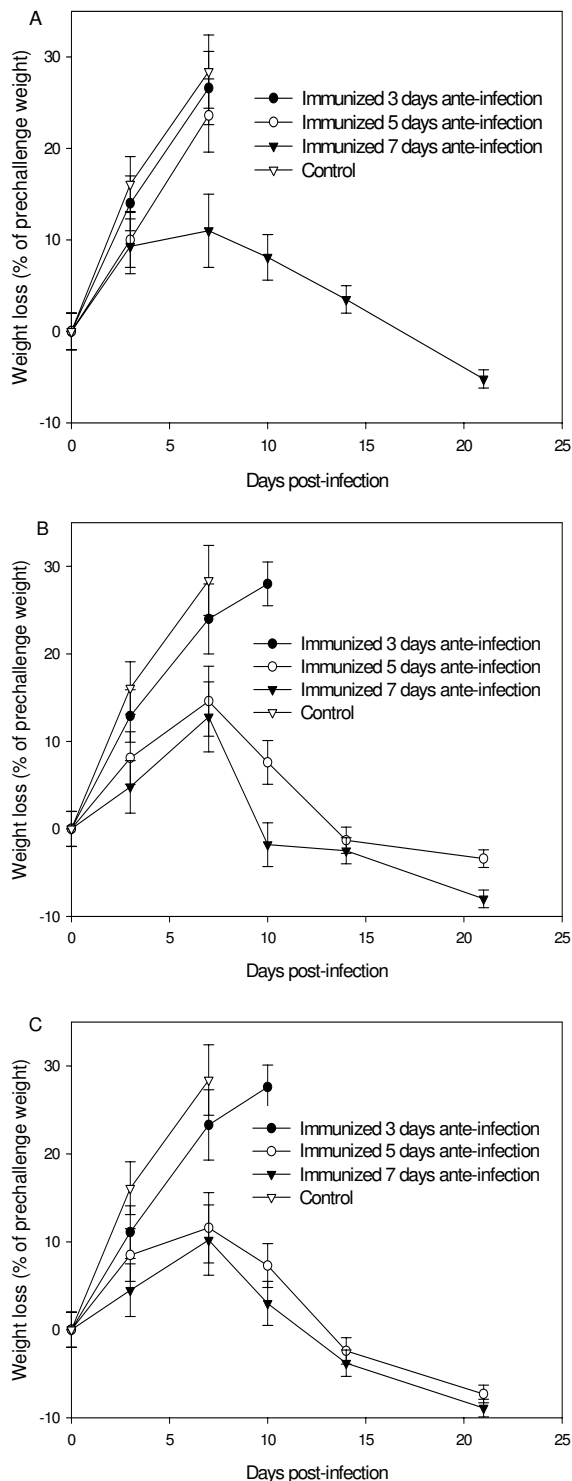 A
Weight loss (% of prechallenge weight)
30
20
10
0
-10
Immunized 3 days ante-infection
Immunized 5 days ante-infection
Immunized 7 days ante-infection
Control
0 5 10 15 20 25
Days post-infection
B
Weight loss (% of prechallenge weight)
30
20
10
0
-10
Immunized 3 days ante-infection
Immunized 5 days ante-infection
Immunized 7 days ante-infection
Control
0 5 10 15 20 25
Days post-infection
C
Weight loss (% of prechallenge weight)
30
20
10
0
-10
Immunized 3 days ante-infection
Immunized 5 days ante-infection
Immunized 7 days ante-infection
Control
0 5 10 15 20 25
Days post-infection